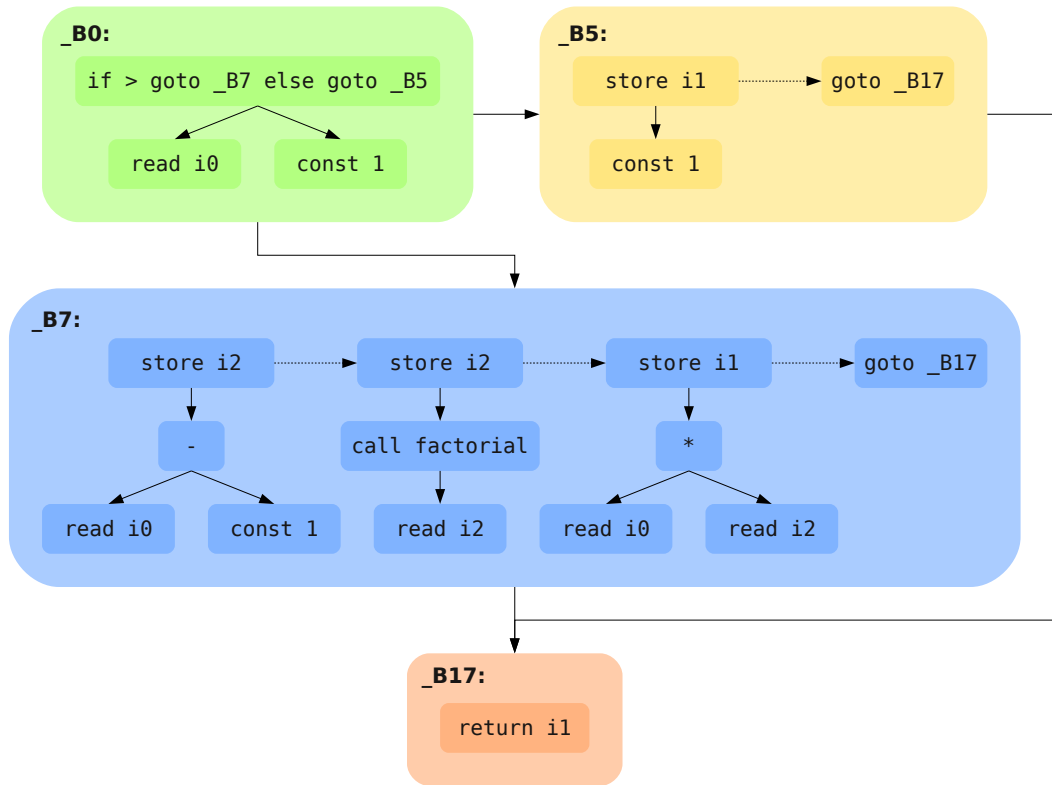 _B0:
if > goto _B7 else goto _B5
read i0
const 1
_B5:
store i1
goto _B17
const 1
_B7:
store i2
store i2
store i1
goto _B17
-
call factorial
*
read i0
const 1
read i2
read i0
read i2
_B17:
return i1